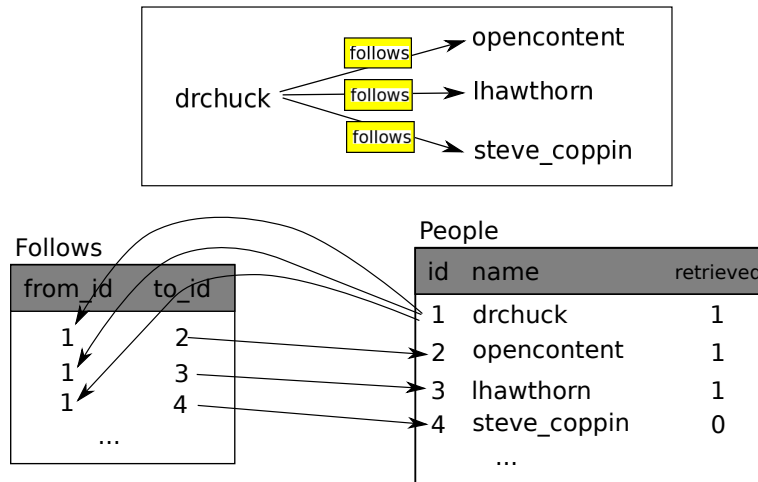 follows opencontent
drchuck follows lhawthorn
follows steve_coppin
Follows
from_id to_id
1 2
1 3
1 4
...
People
id name retrieved
1 drchuck 1
2 opencontent 1
3 lhawthorn 1
4 steve_coppin 0
...